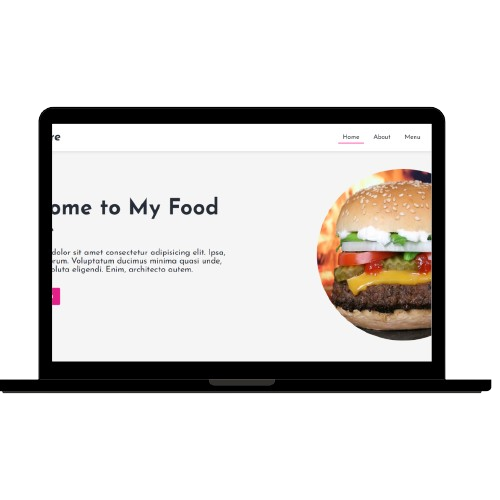 re
Home About Menu
ome to My Food
dolor sit amet consectetur adipisicing elit. Ipsa,
rum. Voluptatum ducimus minima quasi unde,
oluta eligendi. Enim, architecto autem.